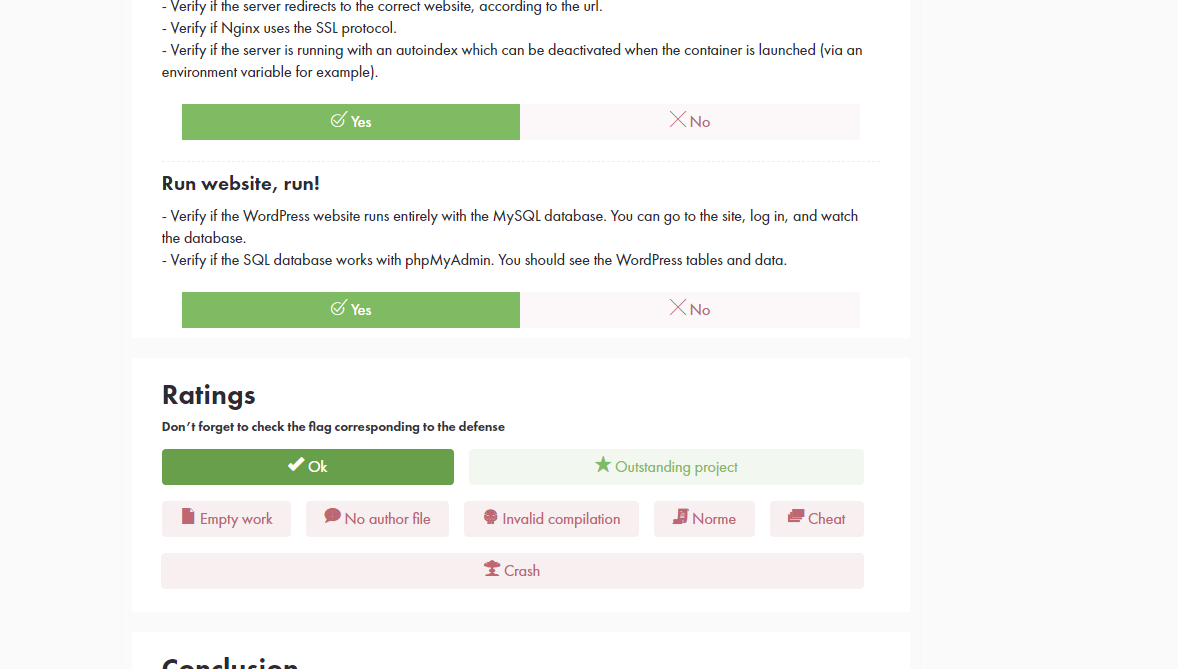 - Verify if the server redirects to the correct website, according to the url.
- Verify if Nginx uses the SSL protocol.
- Verify if the server is running with an autoindex which can be deactivated when the container is launched (via an
environment variable for example).
Yes
No
Run website, run!
- Verify if the WordPress website runs entirely with the MySQL database. You can go to the site, log in, and watch
the database.
- Verify if the SQL database works with phpMyAdmin. You should see the WordPress tables and data.
Yes
No
Ratings
Don’t forget to check the flag corresponding to the defense
Ok
Outstanding project
Empty work
No author file
Invalid compilation
Norme
Cheat
Crash
Conclusion